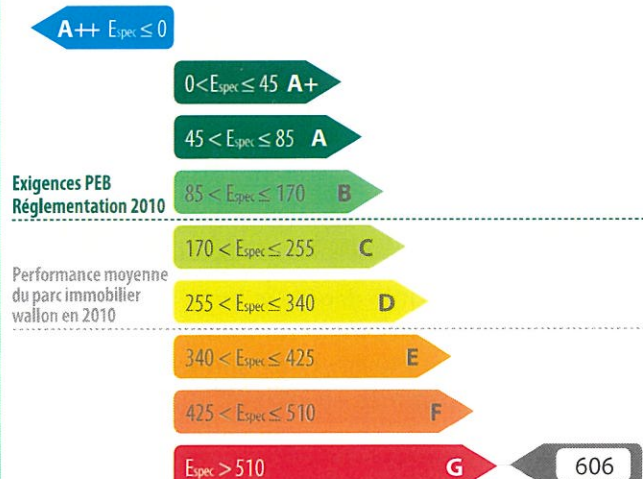 A++ Espec ≤ 0
0<Espec ≤ 45 A+
45 < Espec ≤ 85 A
Exigences PEB
Réglementation 2010
85 < Espec ≤ 170 B
170 < Espec ≤ 255 C
Performance moyenne
du parc immobilier
wallon en 2010
255 < Espec ≤ 340 D
340 < Espec ≤ 425 E
425 < Espec ≤ 510 F
Espec > 510 G
606